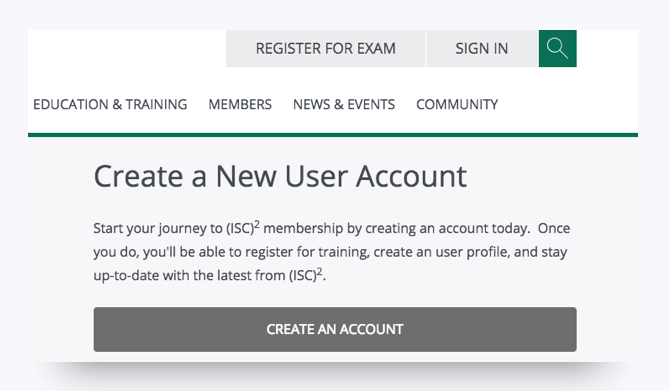 REGISTER FOR EXAM SIGN IN
EDUCATION & TRAINING MEMBERS NEWS & EVENTS COMMUNITY
Create a New User Account
Start your journey to (ISC)² membership by creating an account today. Once
you do, you'll be able to register for training, create an user profile, and stay
up-to-date with the latest from (ISC)².
CREATE AN ACCOUNT